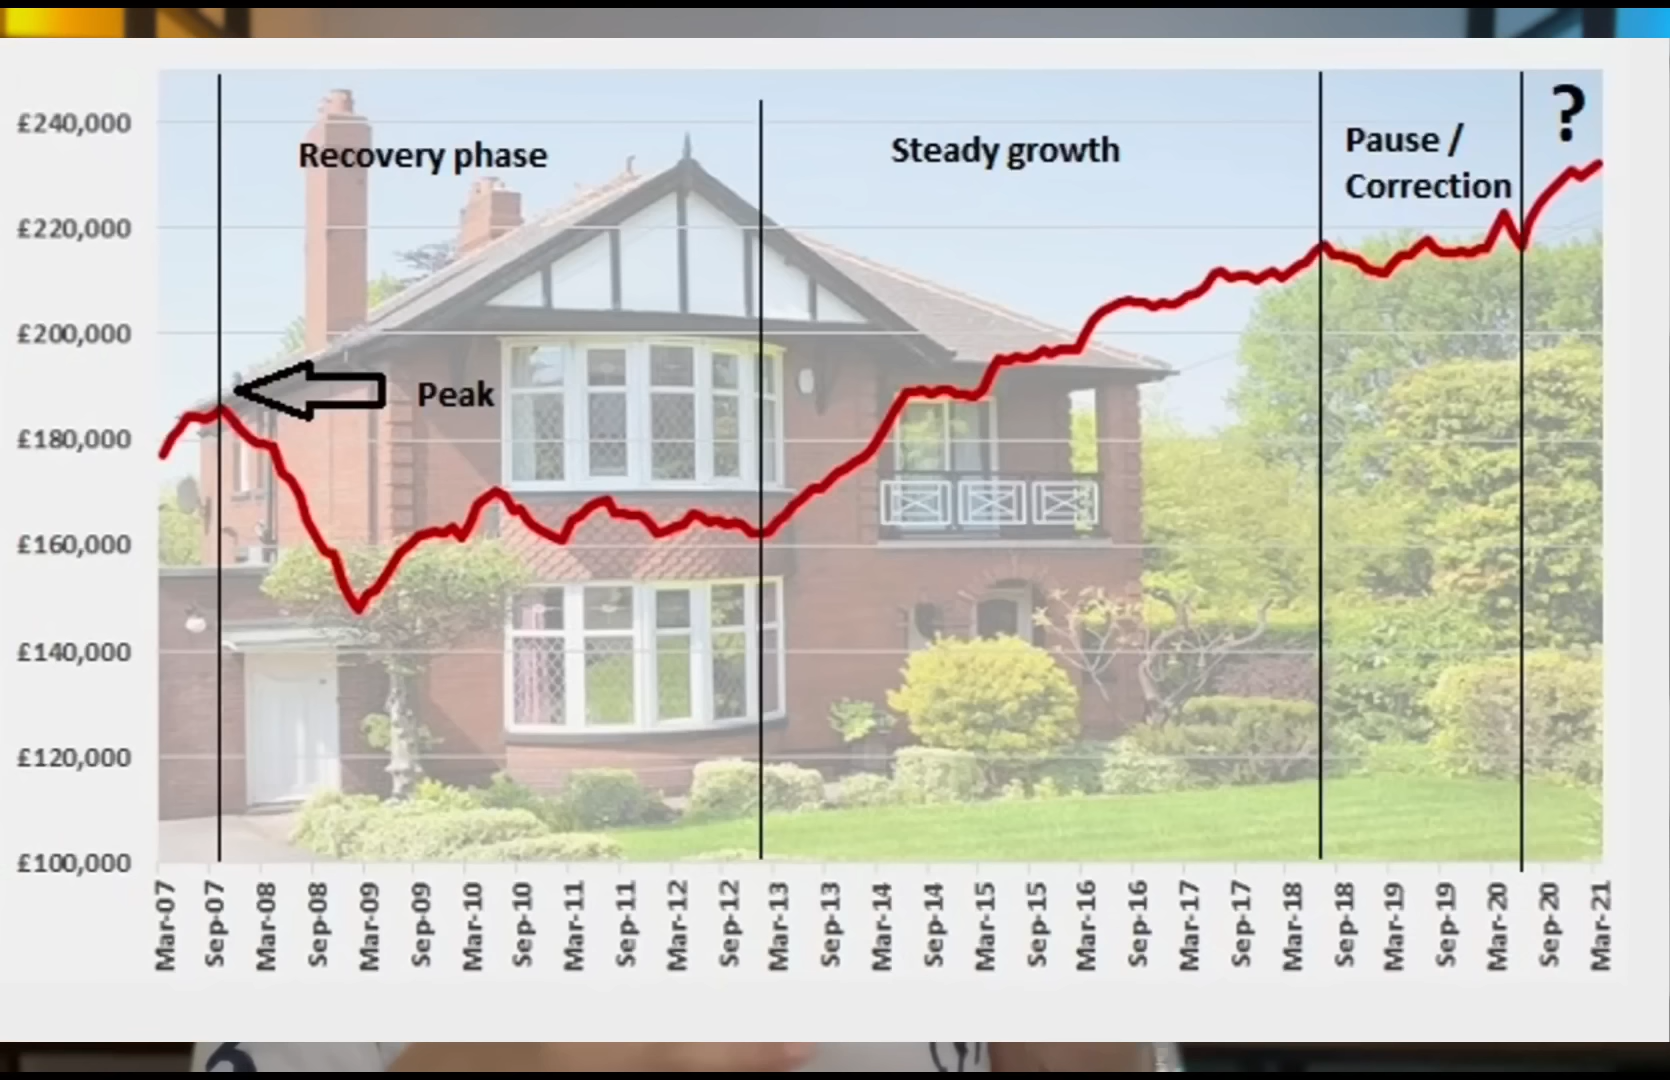 ?
£240,000
Recovery phase
Steady growth
Pause /
Correction
£220,000
£200,000
Peak
£180,000
£160,000
£140,000
£120,000
£100,000
Mar-07
Sep-07
Mar-08
Sep-08
Mar-09
Sep-09
Mar-10
Sep-10
Mar-11
Sep-11
Mar-12
Sep-12
Mar-13
Sep-13
Mar-14
Sep-14
Mar-15
Sep-15
Mar-16
Sep-16
Mar-17
Sep-17
Mar-18
Sep-18
Mar-19
Sep-19
Mar-20
Sep-20
Mar-21